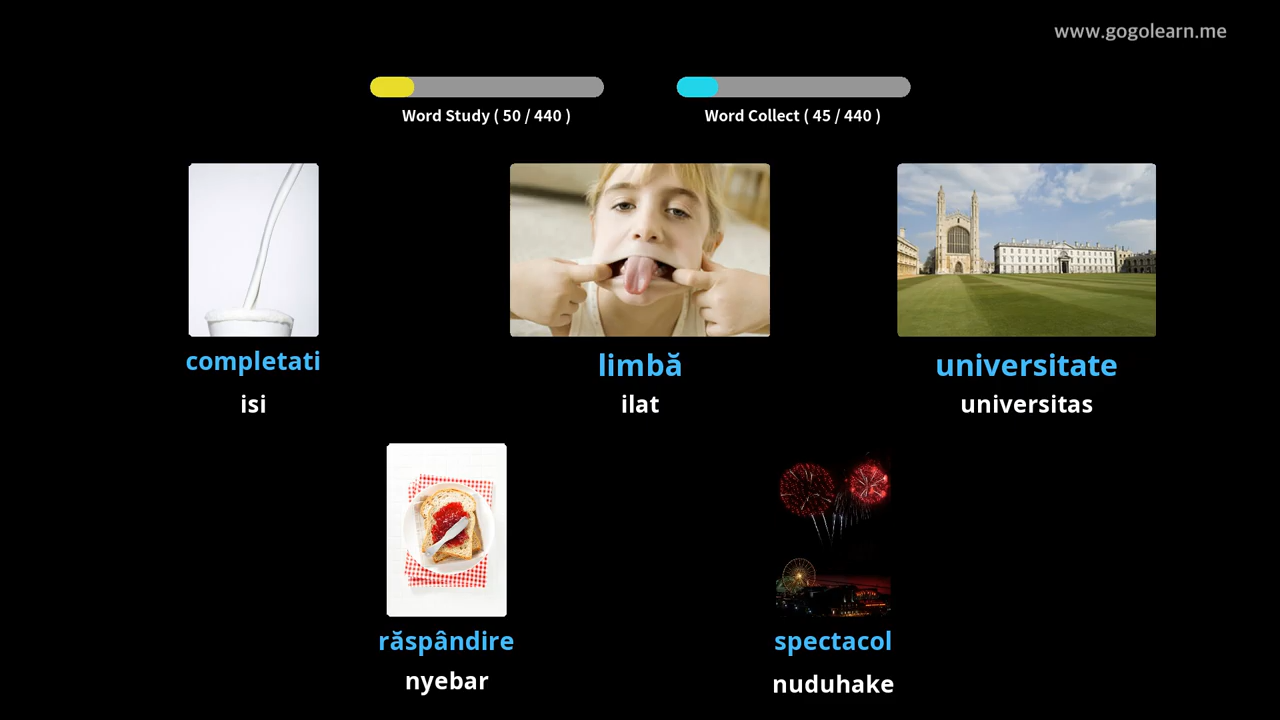 www.gogolearn.me
Word Study ( 50 / 440 )
Word Collect ( 45 / 440 )
completati
limbă
universitate
isi
ilat
universitas
răspândire
spectacol
nyebar
nuduhake